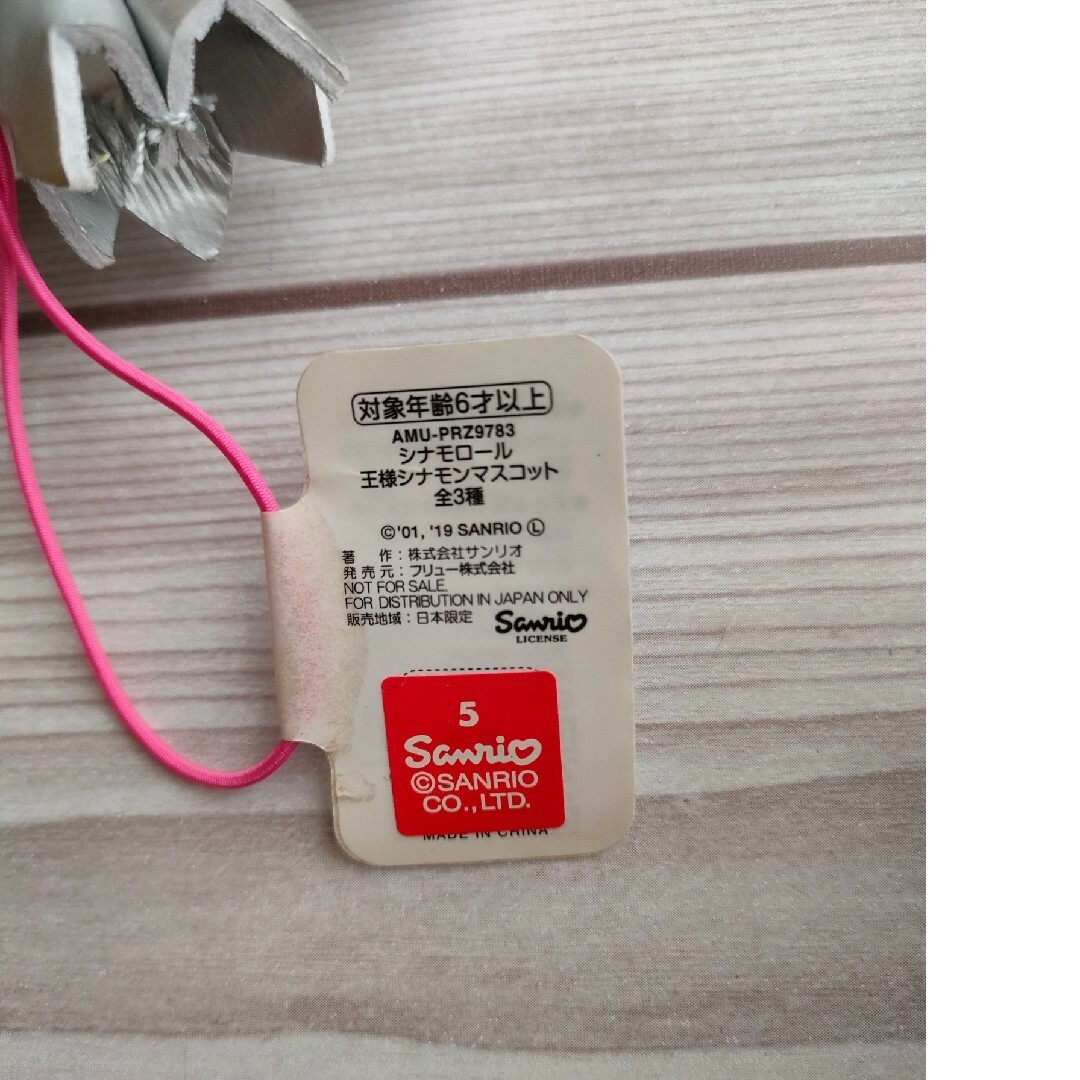 対象年齢6才以上
AMU-PRZ9783
シナモロール
王様シナモンマスコット
全3種
©'01, '19 SANRIO Ⓛ
著　作：株式会社サンリオ
発売元：フリュー株式会社
NOT FOR SALE.
FOR DISTRIBUTION IN JAPAN ONLY
販売地域：日本限定
Sanrio
LICENSE
5
Sanrio
©SANRIO
CO.,LTD.
MADE IN CHINA